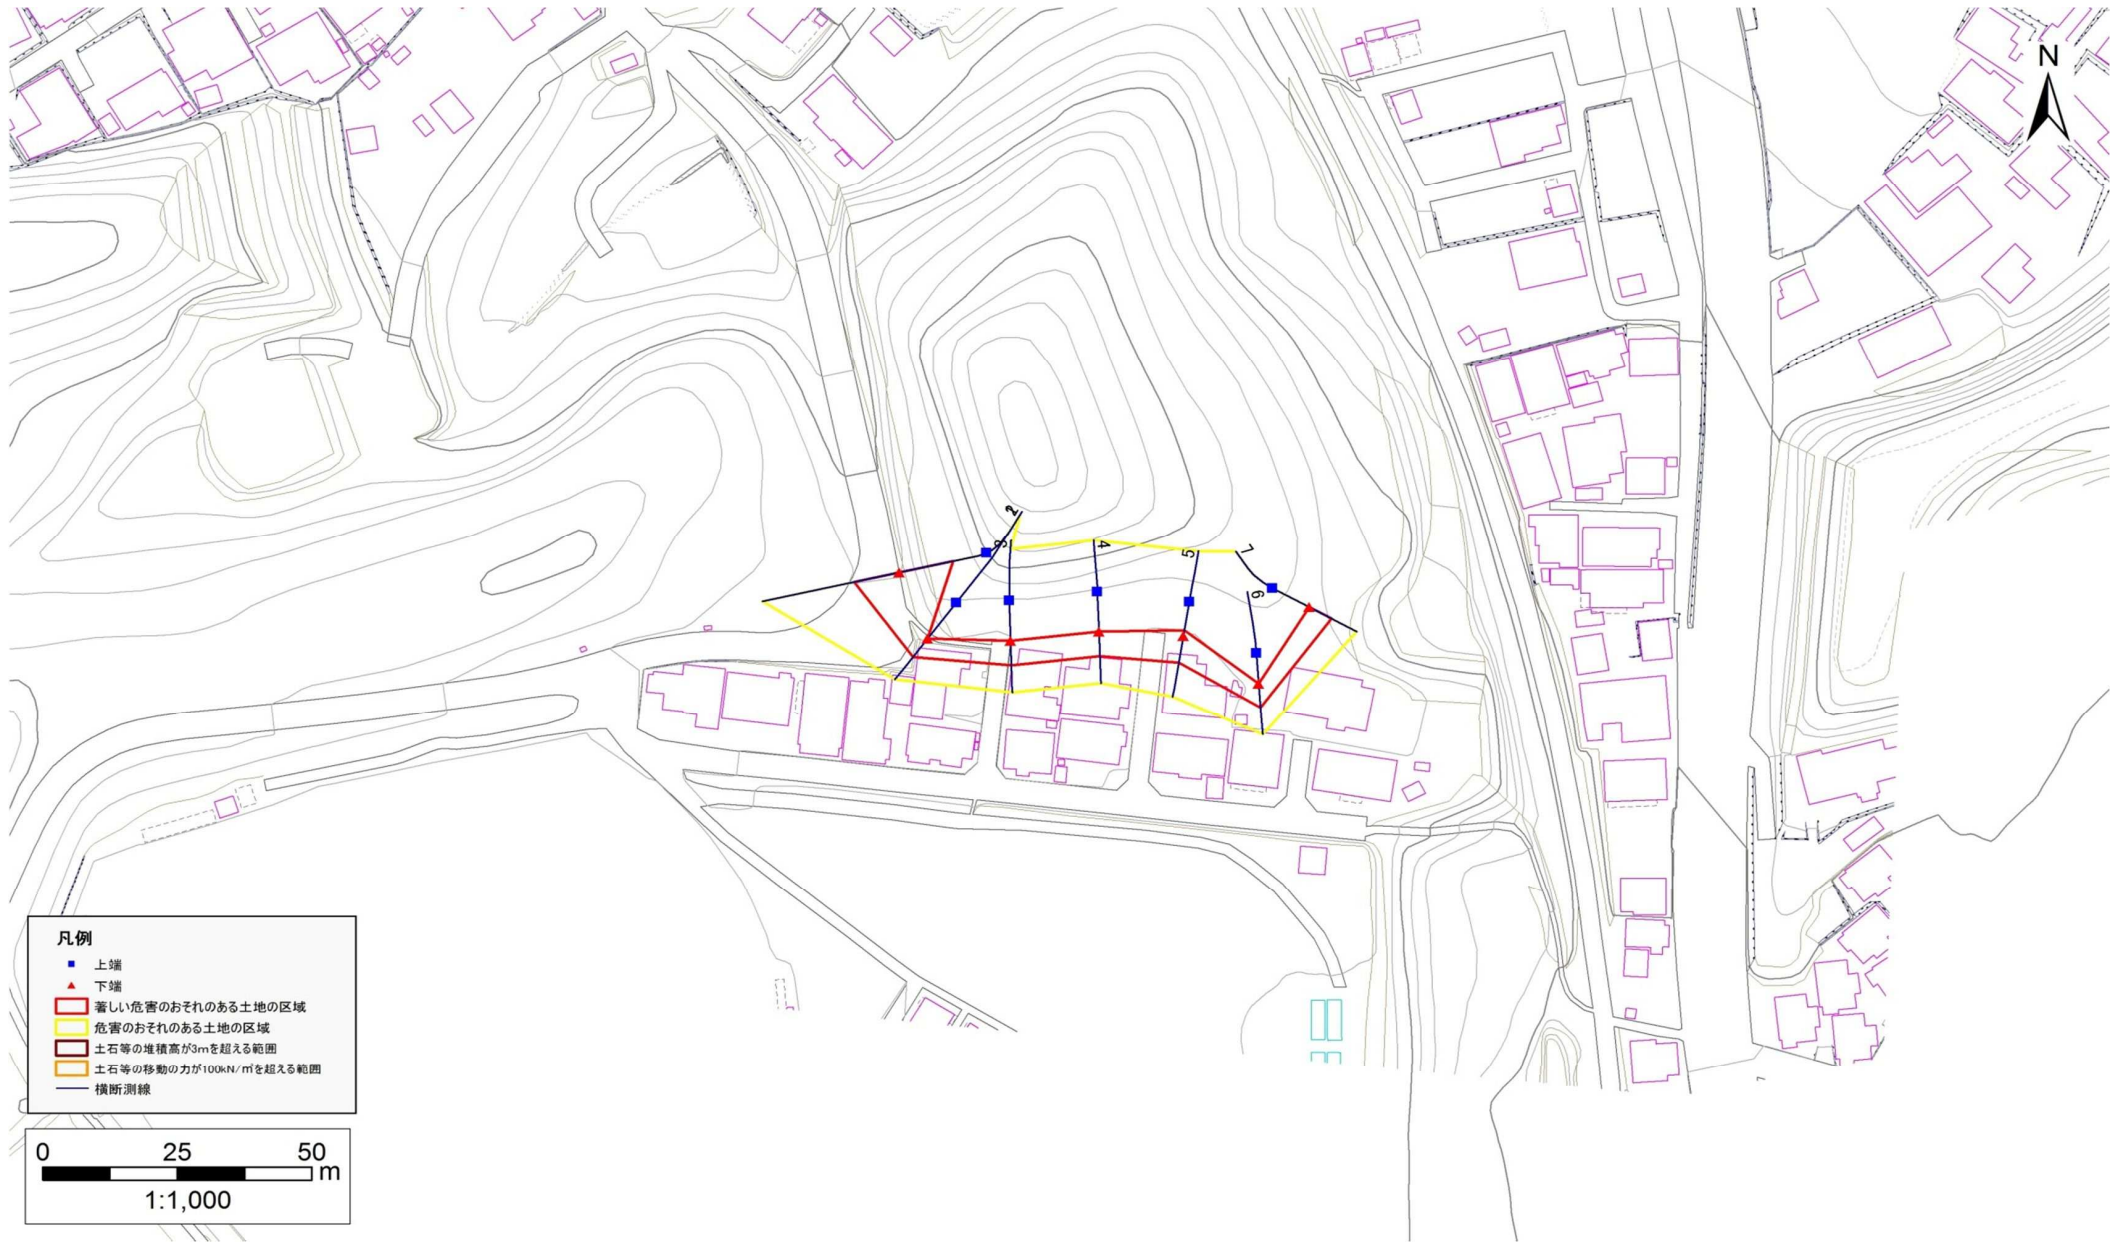 N
2
3
4
5
7
6
凡例
上端
下端
著しい危害のおそれのある土地の区域
危害のおそれのある土地の区域
土石等の堆積高が3mを超える範囲
土石等の移動の力が100kN/㎡を超える範囲
横断測線
0 25 50
m
1:1,000